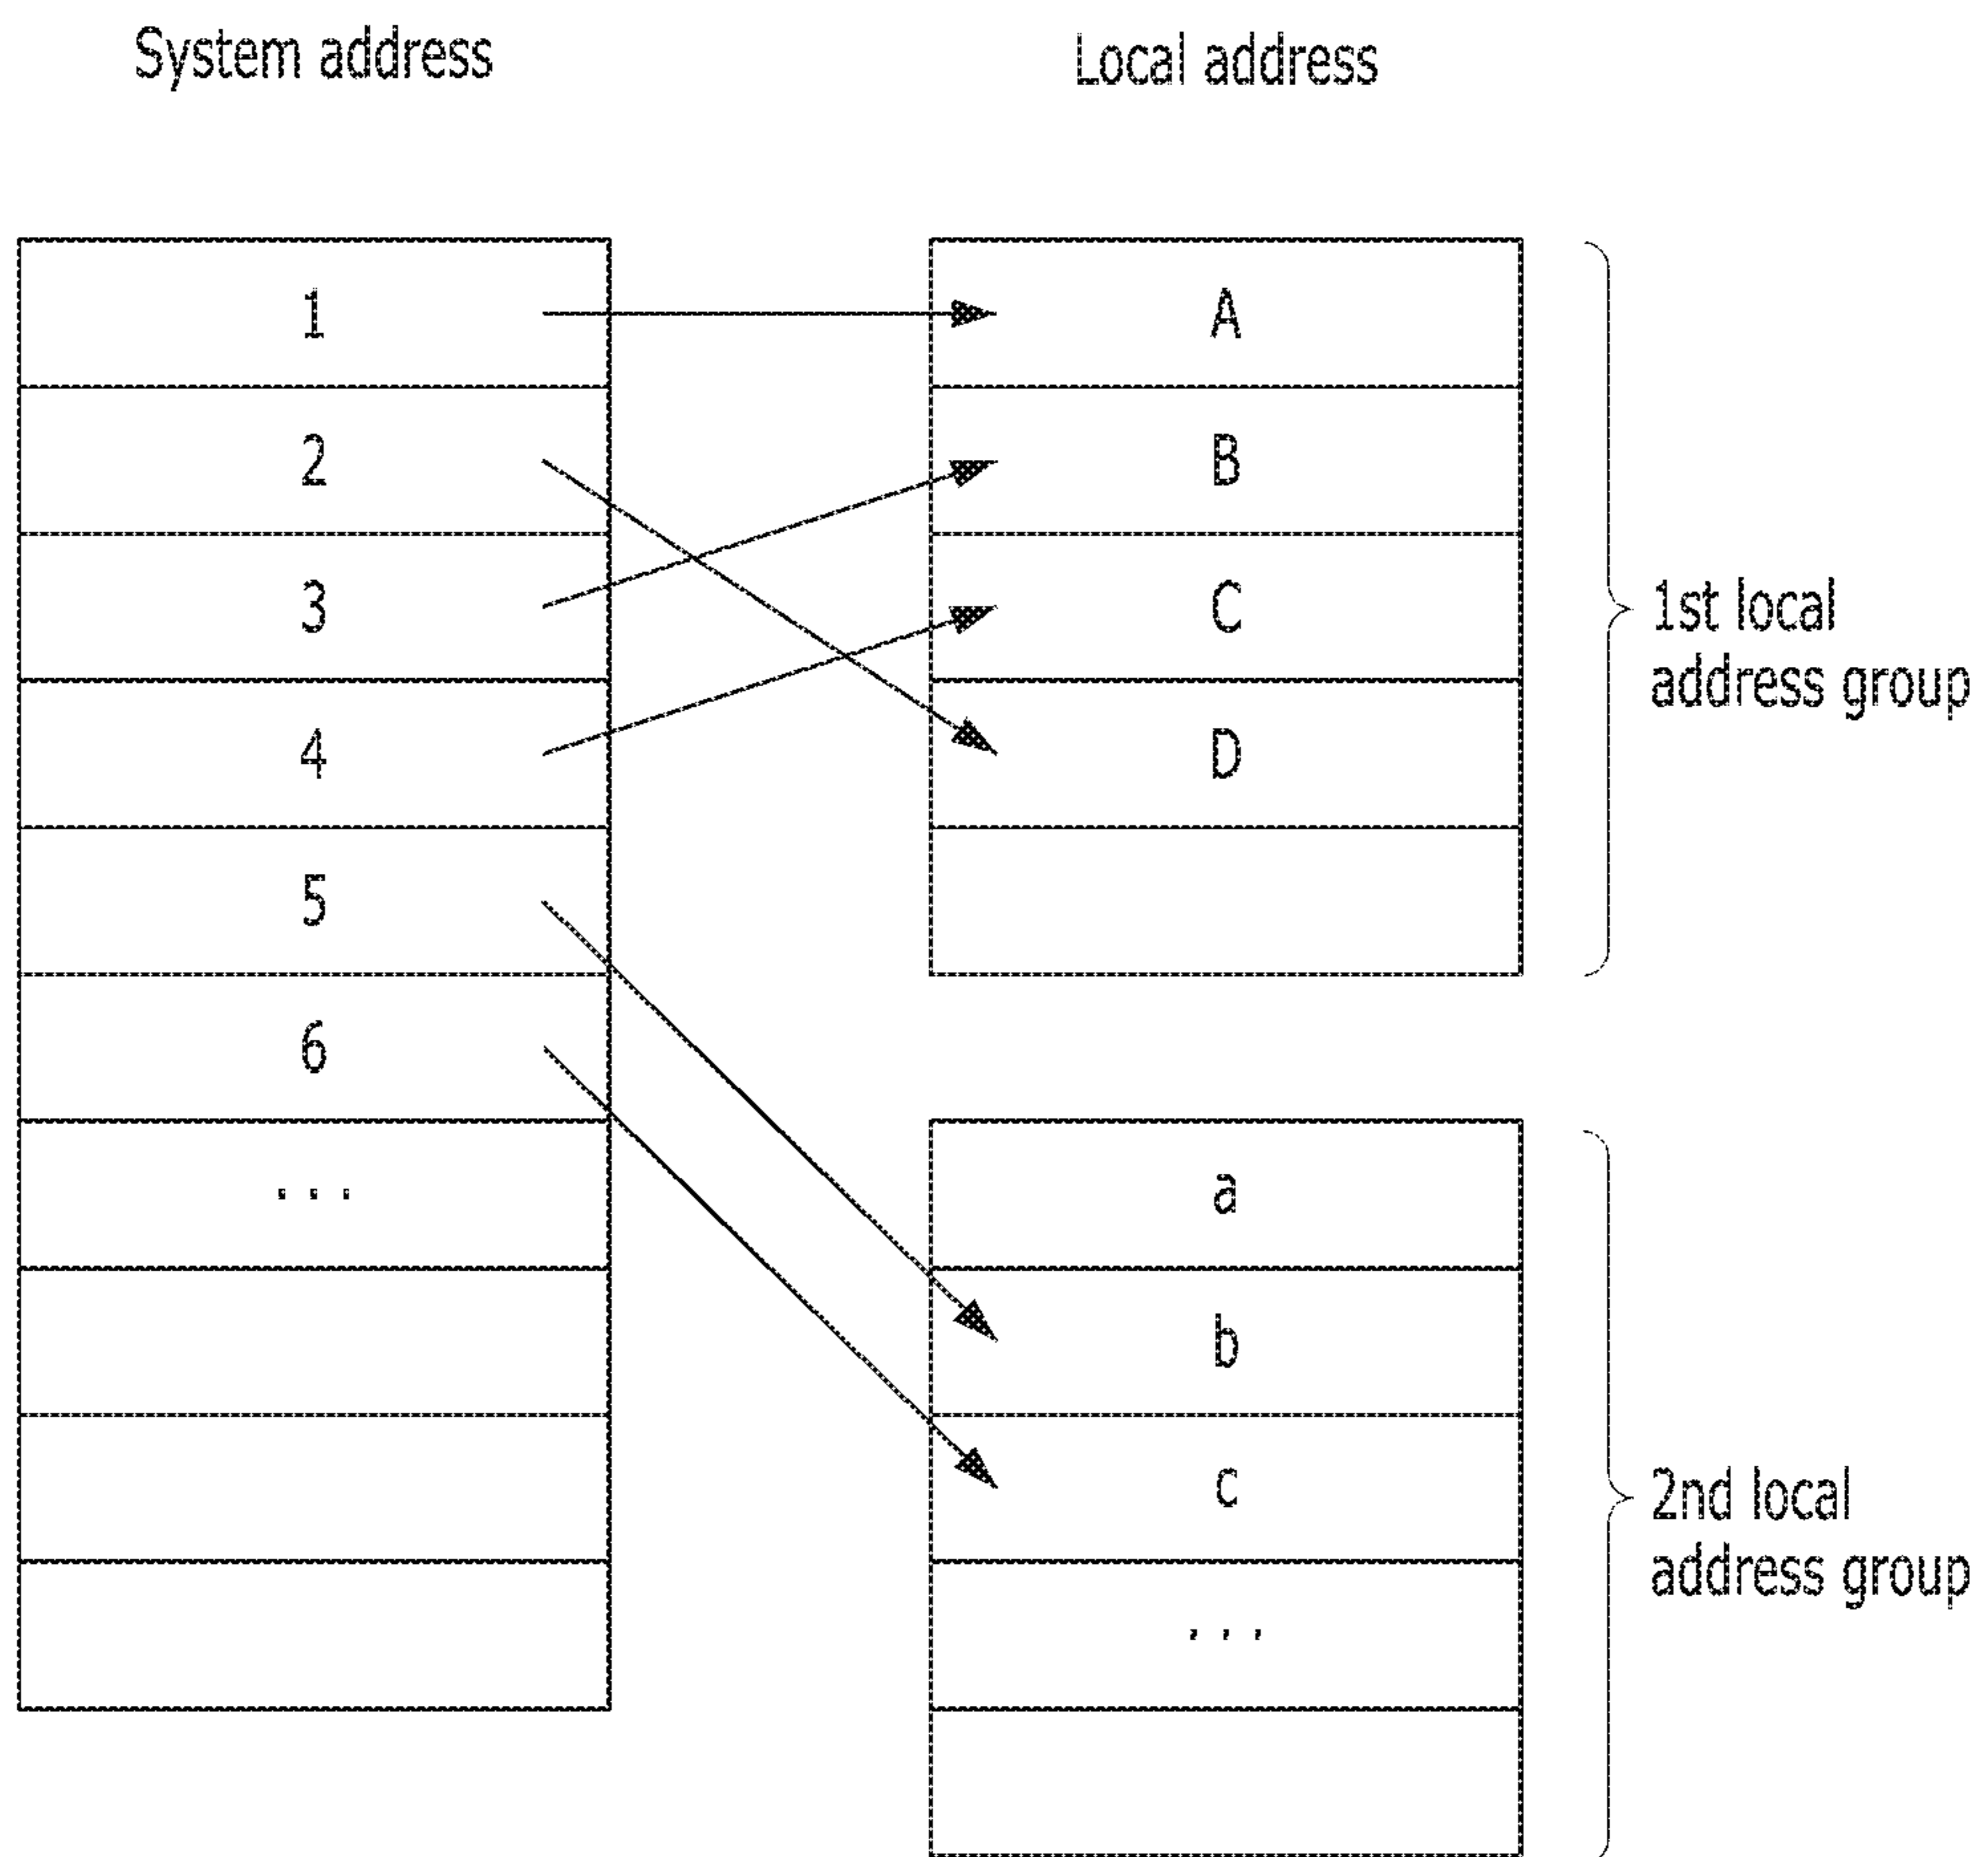 System address
Local address
1
2
3
4
5
6
...
A
B
C
D
1st local
address group
a
b
c
...
2nd local
address group